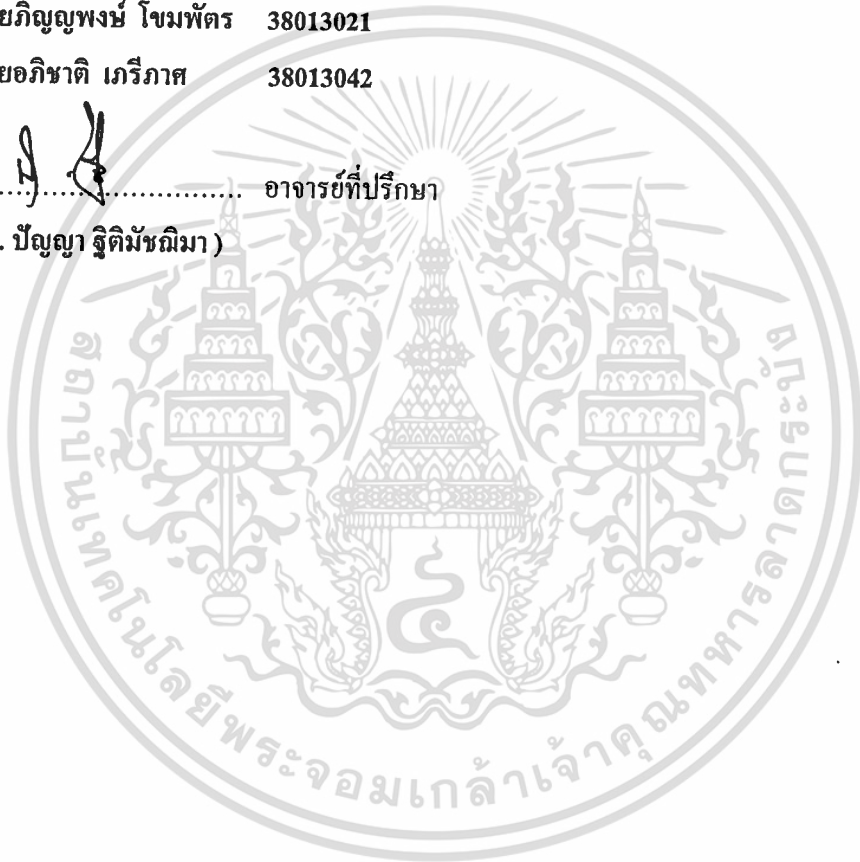 ยภิญญพงษ์ โขมพัตร 38013021
ยอภิชาติ เภรีภาศ 38013042
.............................. อาจารย์ที่ปรึกษา
. ปัญญา ฐิติมัชฌิมา )
สถาบันเทคโนโลยีพระจอมเกล้าเจ้าคุณทหารลาดกระบัง